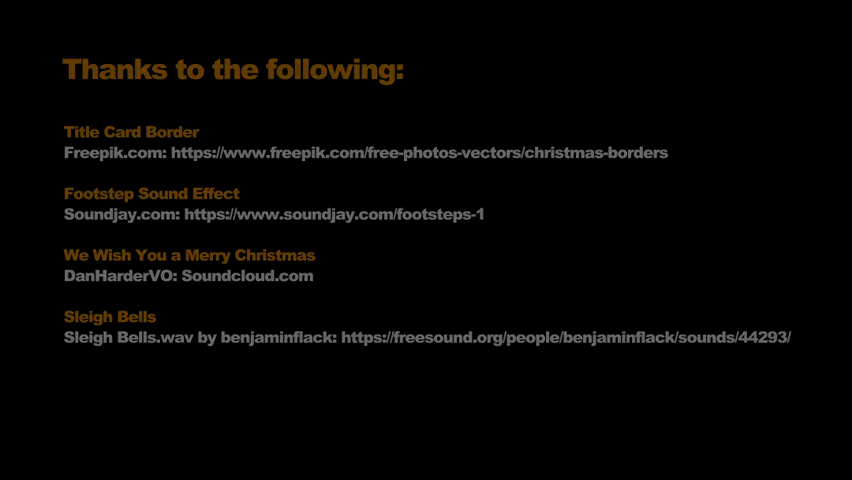 Thanks to the following:
Title Card Border
Freepik.com: https://www.freepik.com/free-photos-vectors/christmas-borders
Footstep Sound Effect
Soundjay.com: https://www.soundjay.com/footsteps-1
We Wish You a Merry Christmas
DanHarderVO: Soundcloud.com
Sleigh Bells
Sleigh Bells.wav by benjaminflack: https://freesound.org/people/benjaminflack/sounds/44293/